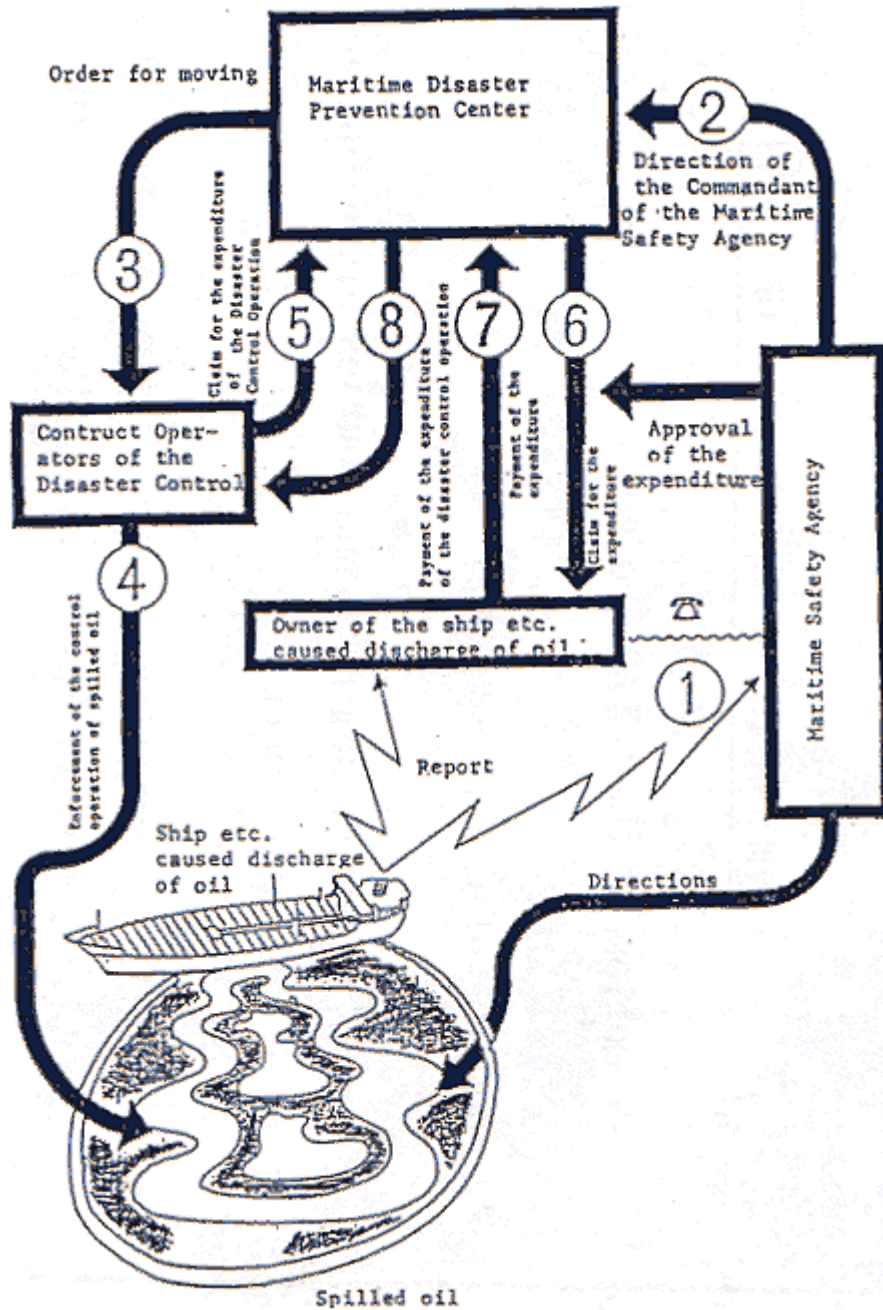 Order for moving
Maritime Disaster
Prevention Center
2
Direction of
the Commandant
of the Maritime
Safety Agency
3
Claim for the expenditure
of the Disaster
Control Operation
5
8
7
6
Payment of the expenditure
of the disaster control operation
Payment of the
expenditure
Claim for the
expenditure
Approval
of the
expenditure
Contruct Oper-
ators of the
Disaster Control
Maritime Safety Agency
4
Enforcement of the control
operation of spilled oil
Owner of the ship etc.
caused discharge of oil
1
Report
Ship etc.
caused discharge
of oil
Directions
Spilled oil